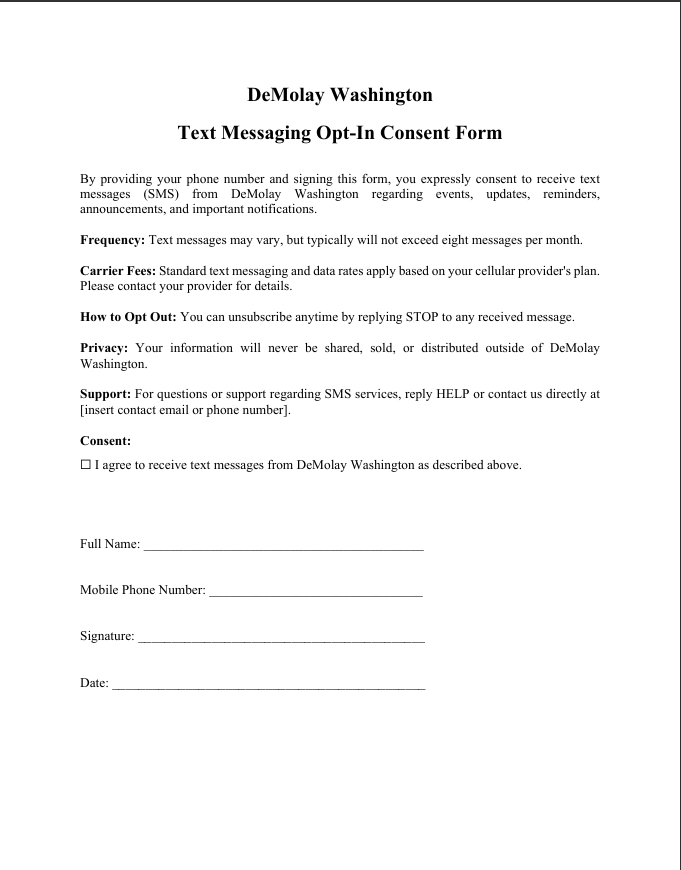 DeMolay Washington
Text Messaging Opt-In Consent Form
By providing your phone number and signing this form, you expressly consent to receive text
messages (SMS) from DeMolay Washington regarding events, updates, reminders,
announcements, and important notifications.
Frequency: Text messages may vary, but typically will not exceed eight messages per month.
Carrier Fees: Standard text messaging and data rates apply based on your cellular provider's plan.
Please contact your provider for details.
How to Opt Out: You can unsubscribe anytime by replying STOP to any received message.
Privacy: Your information will never be shared, sold, or distributed outside of DeMolay
Washington.
Support: For questions or support regarding SMS services, reply HELP or contact us directly at
[insert contact email or phone number].
Consent:
☐ I agree to receive text messages from DeMolay Washington as described above.
Full Name: ___________________________________________
Mobile Phone Number: _________________________________
Signature: ____________________________________________
Date: ________________________________________________